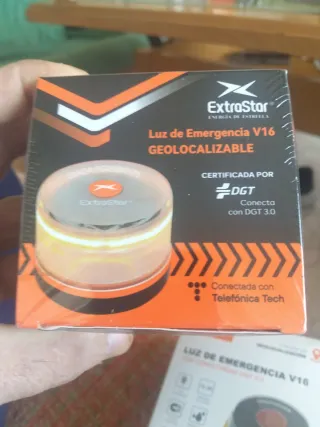 ExtraStar
ENERGÍA DE ESTRELLA
Luz de Emergencia V16
GEOLOCALIZABLE
CERTIFICADA POR
DGT
Conecta
con DGT 3.0
ExtraStar
Conectada con
Telefónica Tech
LUZ DE EMERGENCIA V16